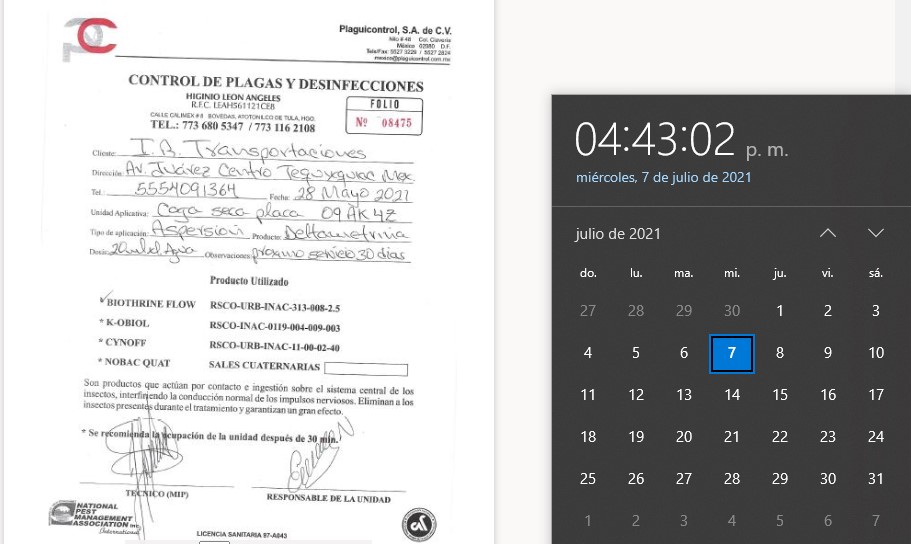 Plaguicontrol, S.A. de C.V.
Nilo # 48 Col. Clavería
México 02080 D.F.
Tels/Fax: 5527 3229 / 5527 2824
mexico@plaguicontrol.com.mx
CONTROL DE PLAGAS Y DESINFECCIONES
HIGINIO LEON ANGELES
R.F.C. LEAH561121CE8
CALLE CALIMEX # 8 BOVEDAS, ATOTONILCO DE TULA, HGO.
TEL.: 773 680 5347 / 773 116 2108
FOLIO
Nº 08475
Cliente: I.B. Transportaciones
Dirección: Av. Juárez Centro Tequixquiac Mex.
Tel.: 5554091364 Fecha: 28 Mayo 2021
Unidad Aplicativa: Caga seca placa 09 AK 4Z
Tipo de aplicación: Aspersion Producto: Deltametrina
Dosis: 20ml el Agua Observaciones: proximo servicio 30 dias
Producto Utilizado
✓BIOTHRINE FLOW RSCO-URB-INAC-313-008-2.5
* K-OBIOL RSCO-INAC-0119-004-009-003
* CYNOFF RSCO-URB-INAC-11-00-02-40
* NOBAC QUAT SALES CUATERNARIAS
Son productos que actúan por contacto e ingestión sobre el sistema central de los
insectos, interfiriendo la conducción normal de los impulsos nerviosos. Eliminan a los
insectos presentes durante el tratamiento y garantizan un gran efecto.
* Se recomienda la ocupación de la unidad después de 30 min.
TECNICO (MIP)
RESPONSABLE DE LA UNIDAD
NATIONAL
PEST
MANAGEMENT
ASSOCIATION INC.
International
LICENCIA SANITARIA 97-A043
04:43:02 p. m.
miércoles, 7 de julio de 2021
julio de 2021
do. lu. ma. mi. ju. vi. sá.
27 28 29 30 1 2 3
4 5 6 7 8 9 10
11 12 13 14 15 16 17
18 19 20 21 22 23 24
25 26 27 28 29 30 31
1 2 3 4 5 6 7